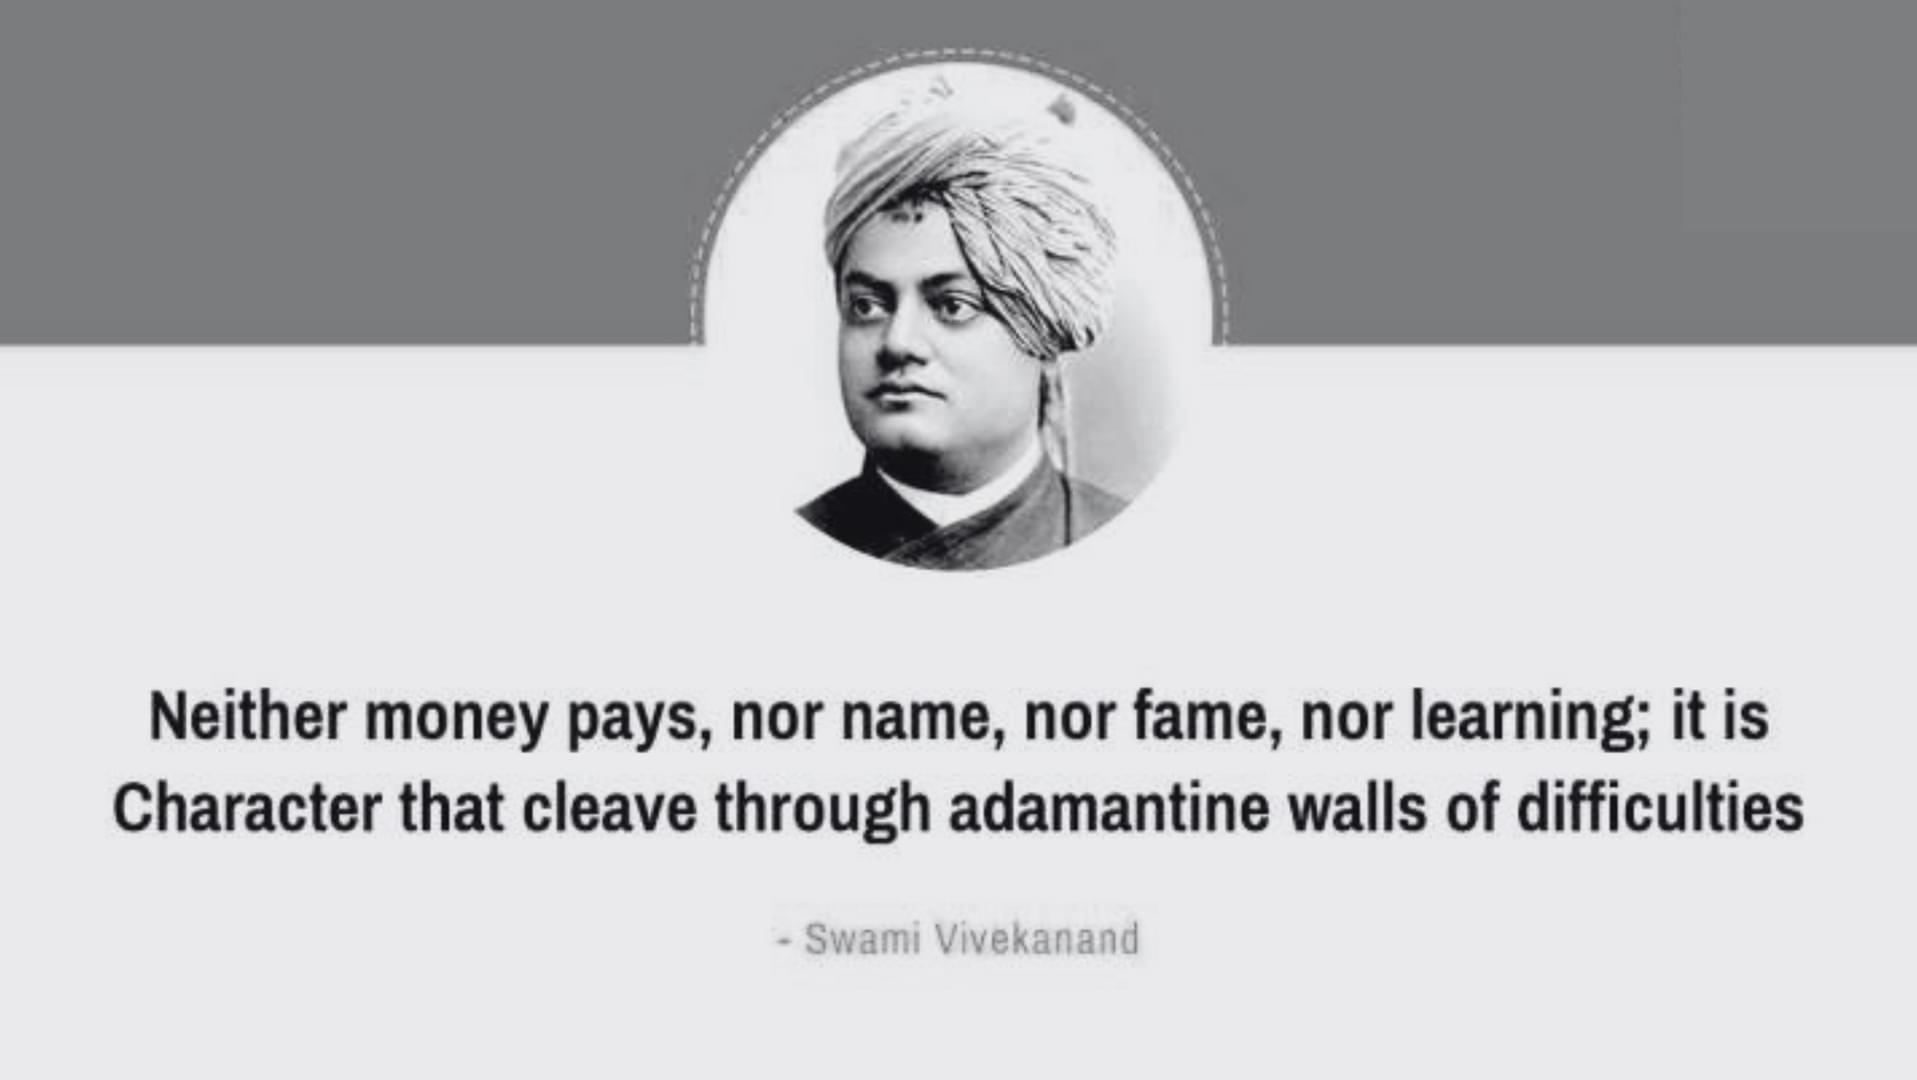 Neither money pays, nor name, nor fame, nor learning; it is
Character that cleave through adamantine walls of difficulties
- Swami Vivekanand